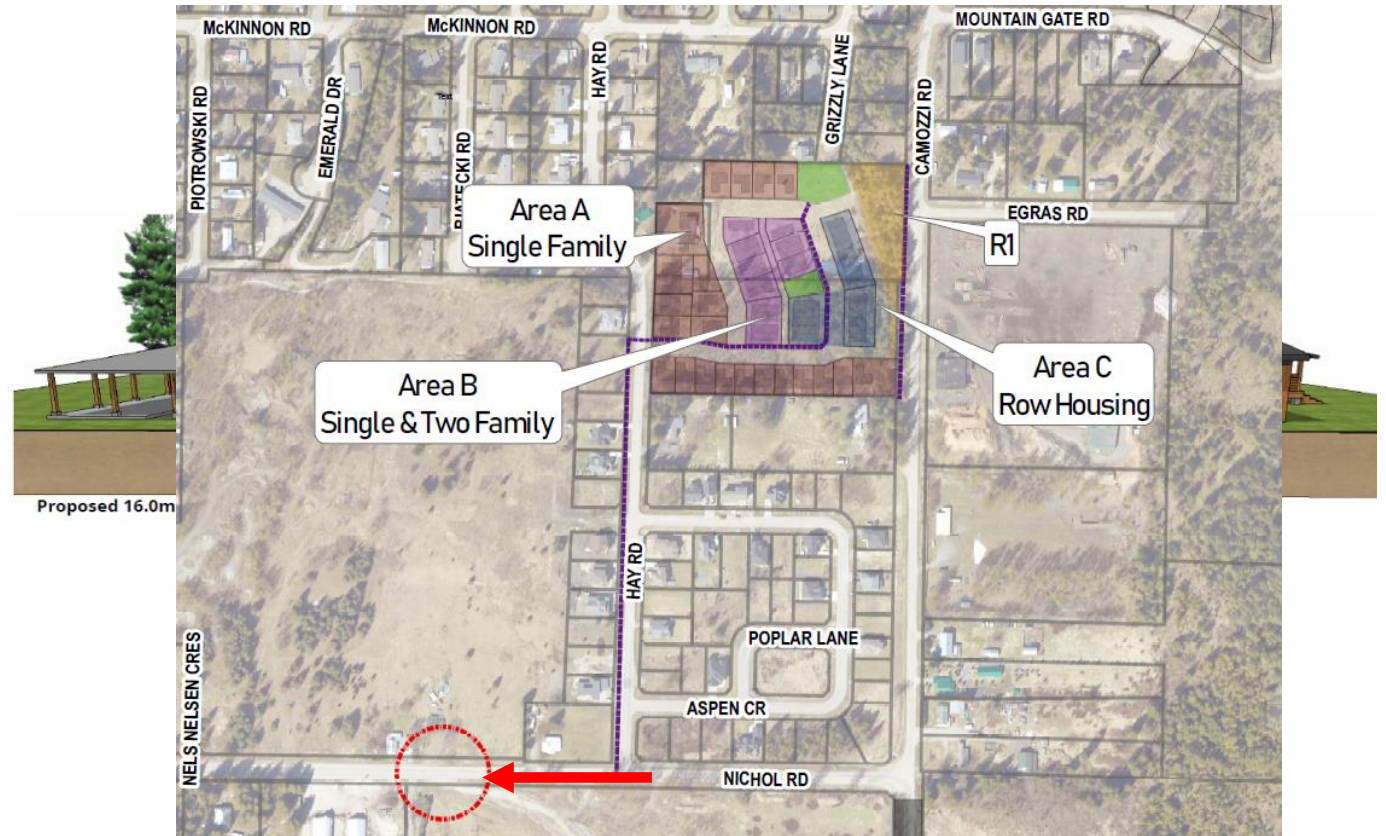 McKINNON RD
McKINNON RD
MOUNTAIN GATE RD
PIOTROWSKI RD
EMERALD DR
Text
HAY RD
GRIZZLY LANE
CAMOZZI RD
Area A
Single Family
EGRAS RD
R1
Area B
Single & Two Family
Area C
Row Housing
Proposed 16.0m
HAY RD
POPLAR LANE
NELS NELSEN CRES
ASPEN CR
NICHOL RD